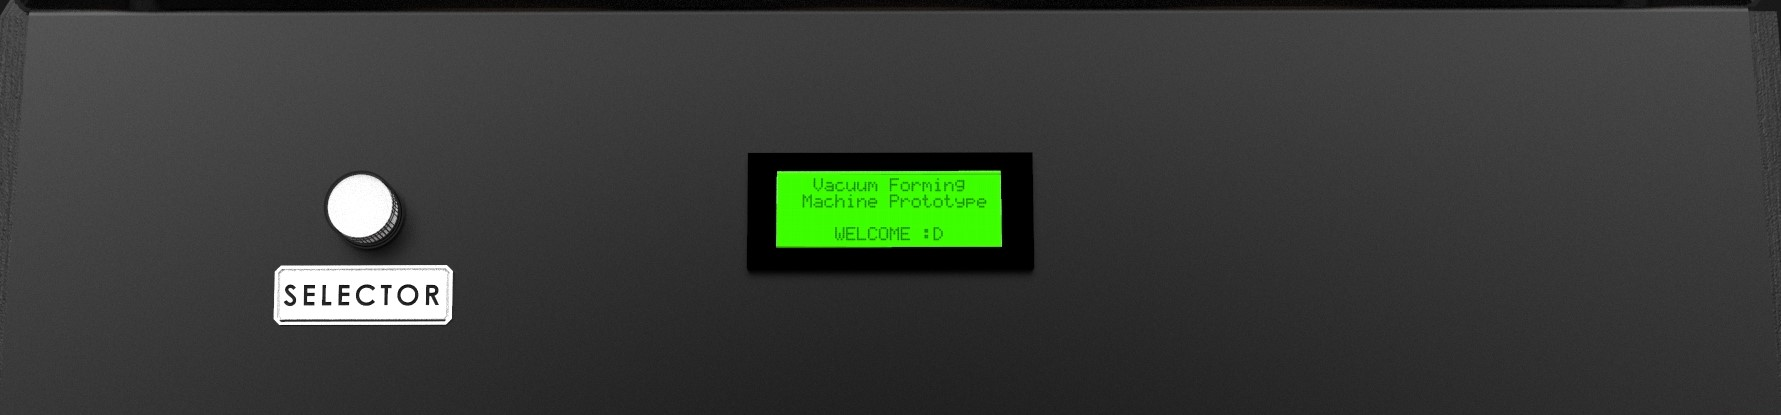 Vacuum Forming
Machine Prototype
WELCOME :D
SELECTOR